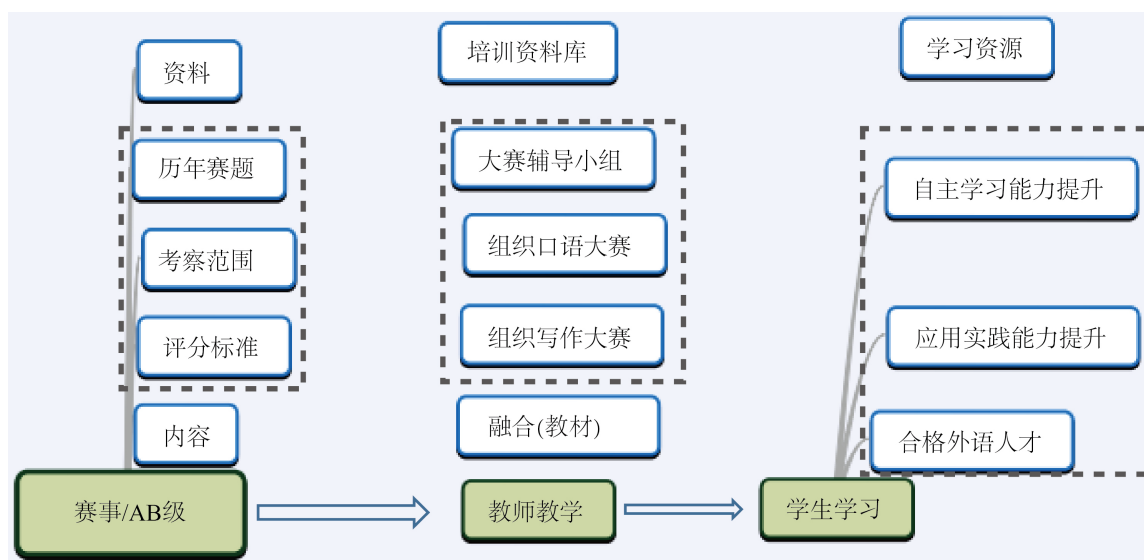 资料
培训资料库
学习资源
历年赛题
大赛辅导小组
自主学习能力提升
考察范围
组织口语大赛
评分标准
组织写作大赛
应用实践能力提升
内容
融合(教材)
合格外语人才
赛事/AB级
教师教学
学生学习